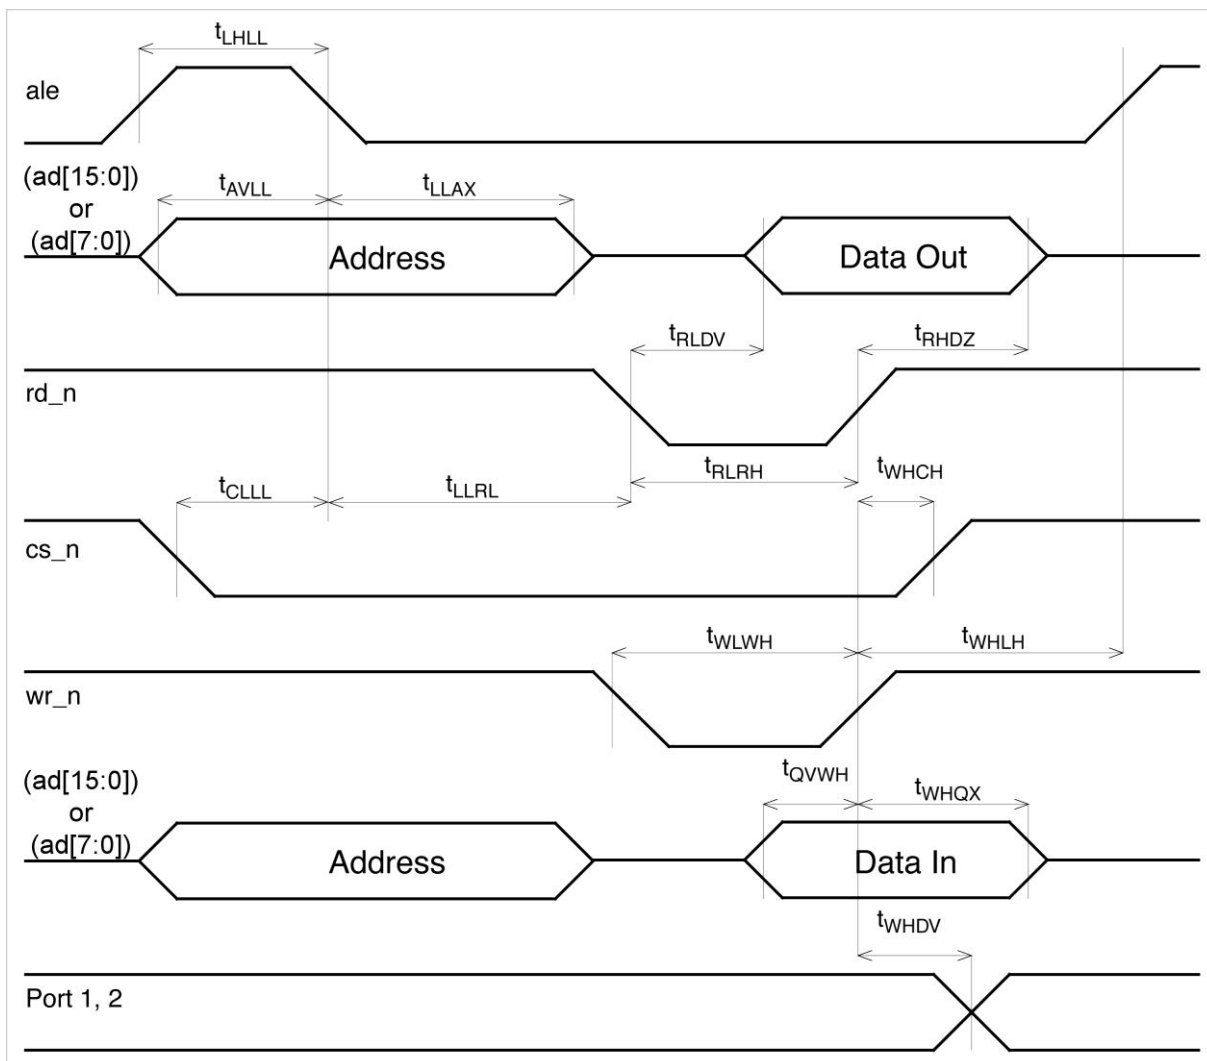 tLHLL
ale
(ad[15:0])
or
(ad[7:0])
tAVLL
tLLAX
Address
Data Out
tRLDV
tRHDZ
rd_n
tRLRH
tWHCH
tCLLL
tLLRL
cs_n
tWLWH
tWHLH
wr_n
(ad[15:0])
or
(ad[7:0])
tQVWH
tWHQX
Address
Data In
tWHDV
Port 1, 2